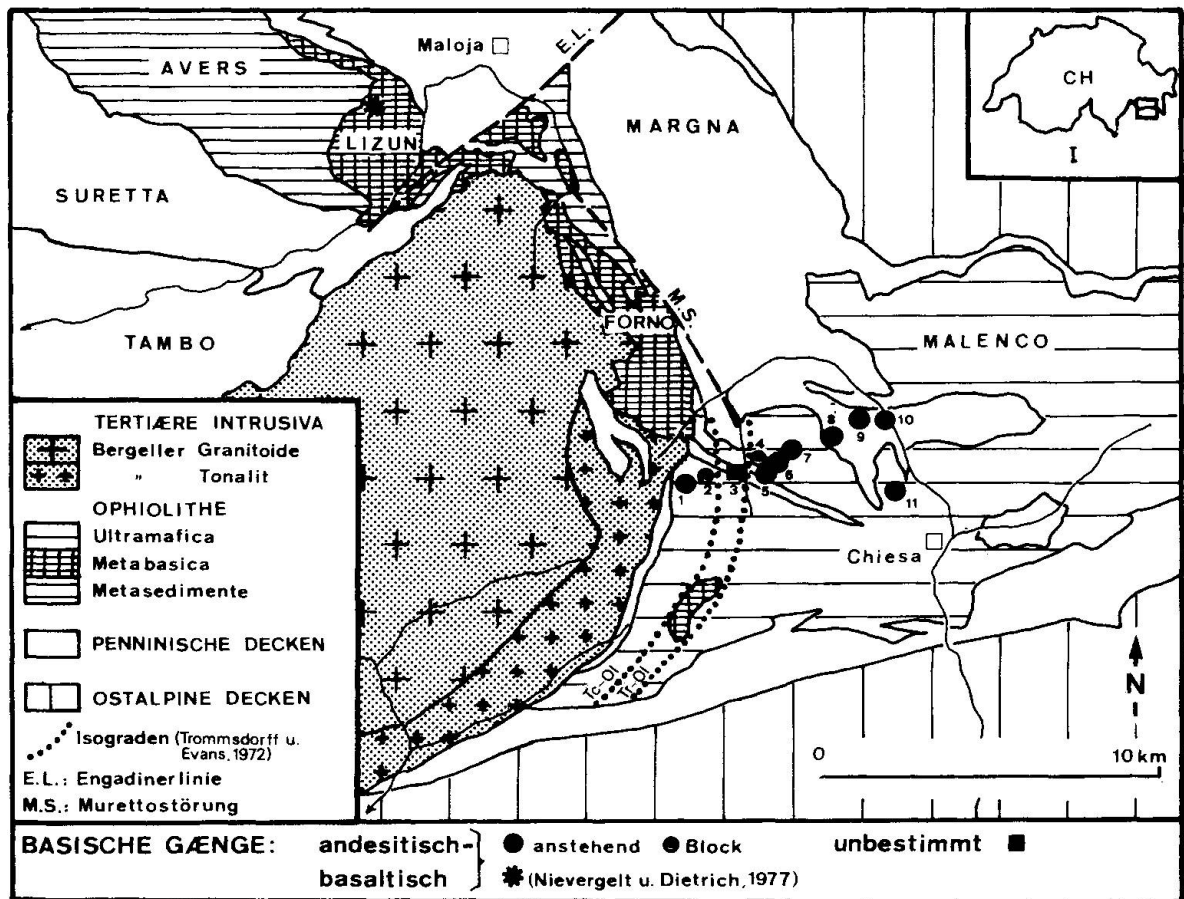 Maloja
E.L.
AVERS
CH
I
MARGNA
LIZUN
SURETTA
M.S.
FORNO
TAMBO
MALENCO
1
2
3
4
5
6
7
8
9
10
11
Chiesa
Tc-Ol
Tr-Ol
N
0 10 km
TERTIÆRE INTRUSIVA
Bergeller Granitoide
" Tonalit
OPHIOLITHE
Ultramafica
Metabasica
Metasedimente
PENNINISCHE DECKEN
OSTALPINE DECKEN
Isograden (Trommsdorff u.
Evans, 1972)
E.L.: Engadinerlinie
M.S.: Murettostörung
BASISCHE GÆNGE: andesitisch- anstehend Block unbestimmt
basaltisch (Nievergelt u. Dietrich, 1977)